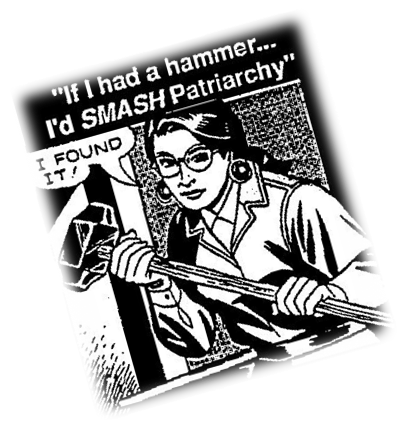 "If I had a hammer...
I'd SMASH Patriarchy"
I FOUND
IT!